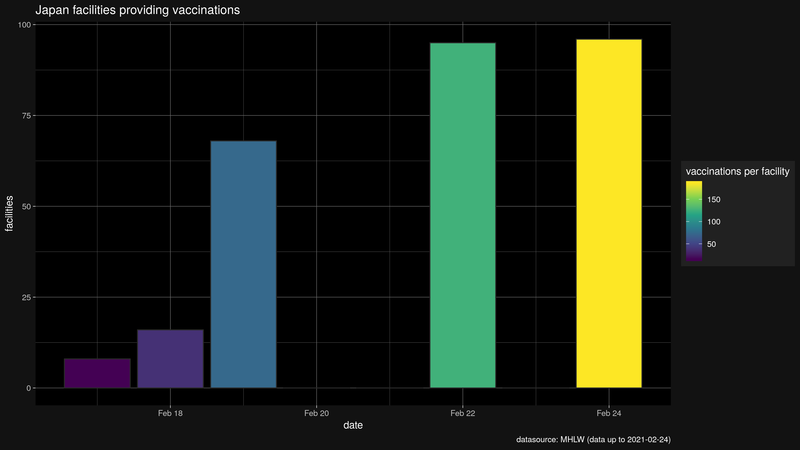 Japan facilities providing vaccinations
100
75
50
25
0
facilities
Feb 18
Feb 20
Feb 22
Feb 24
date
vaccinations per facility
150
100
50
datasource: MHLW (data up to 2021-02-24)